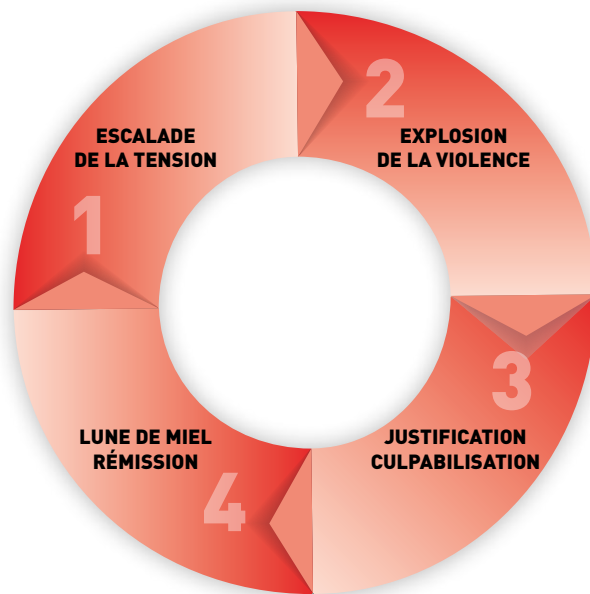 1
ESCALADE
DE LA TENSION
2
EXPLOSION
DE LA VIOLENCE
3
JUSTIFICATION
CULPABILISATION
4
LUNE DE MIEL
RÉMISSION